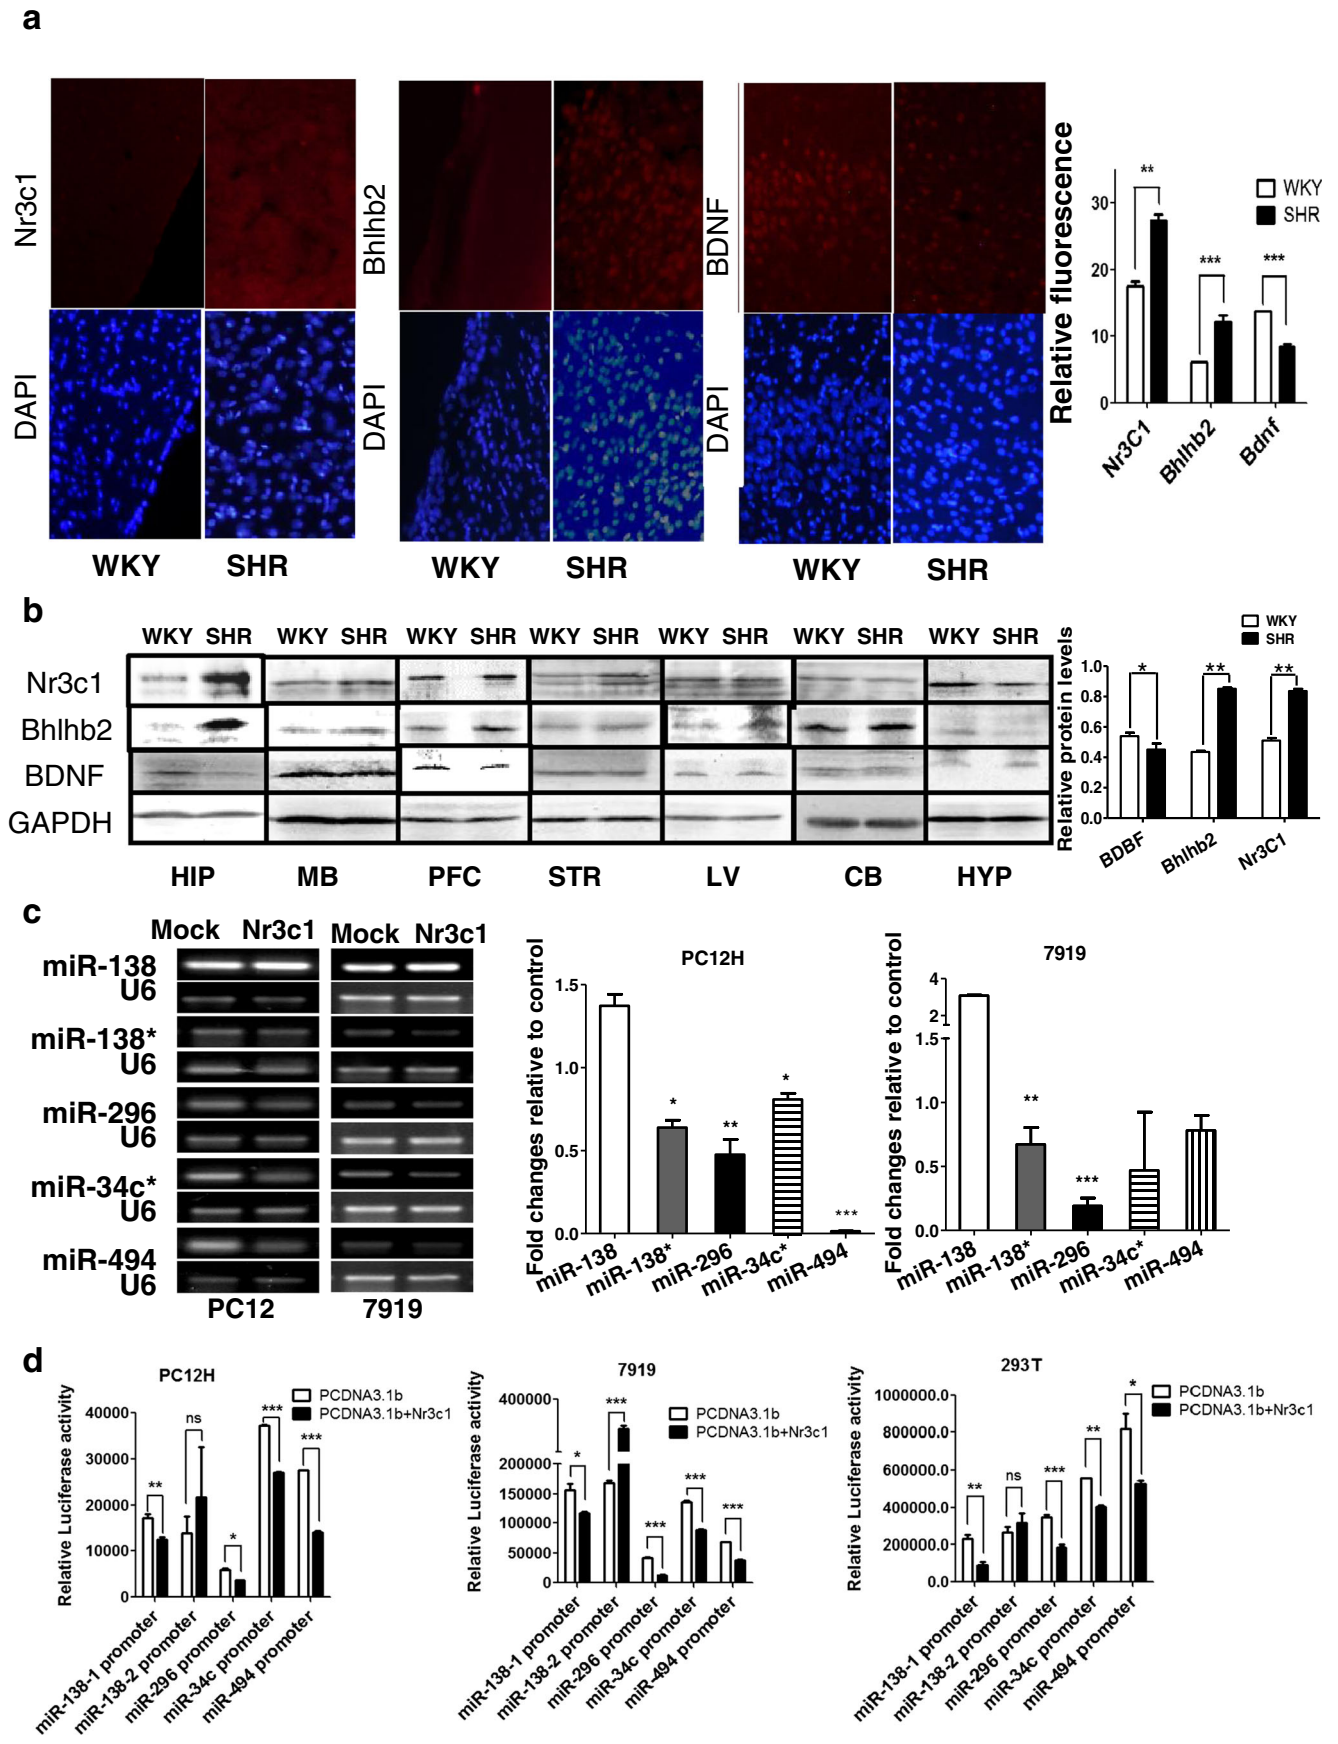 a
Nr3c1
DAPI
WKY SHR
Bhlhb2
DAPI
WKY SHR
BDNF
DAPI
WKY SHR
Relative fluorescence
30
20
10
0
** *** ***
WKY
SHR
Nr3C1 Bhlhb2 Bdnf
b
WKY SHR WKY SHR WKY SHR WKY SHR WKY SHR WKY SHR WKY SHR
Nr3c1
Bhlhb2
BDNF
GAPDH
HIP MB PFC STR LV CB HYP
Relative protein levels
1.0
0.8
0.6
0.4
0.2
0.0
* ** **
WKY
SHR
BDBF Bhlhb2 Nr3C1
c
Mock Nr3c1 Mock Nr3c1
miR-138
U6
miR-138*
U6
miR-296
U6
miR-34c*
U6
miR-494
U6
PC12 7919
PC12H
Fold changes relative to control
1.5
1.0
0.5
0.0
* ** * ***
miR-138 miR-138* miR-296 miR-34c* miR-494
7919
Fold changes relative to control
4
2
1.5
1.0
0.5
0.0
** ***
miR-138 miR-138* miR-296 miR-34c* miR-494
d
PC12H
Relative Luciferase activity
40000
30000
20000
10000
0
** ns * *** ***
PCDNA3.1b
PCDNA3.1b+Nr3c1
miR-138-1 promoter
miR-138-2 promoter
miR-296 promoter
miR-34c promoter
miR-494 promoter
7919
Relative Luciferase activity
400000
200000
150000
100000
50000
0
* *** *** *** ***
PCDNA3.1b
PCDNA3.1b+Nr3c1
miR-138-1 promoter
miR-138-2 promoter
miR-296 promoter
miR-34c promoter
miR-494 promoter
293T
Relative Luciferase activity
1000000.0
800000.0
600000.0
400000.0
200000.0
0.0
** ns *** ** *
PCDNA3.1b
PCDNA3.1b+Nr3c1
miR-138-1 promoter
miR-138-2 promoter
miR-296 promoter
miR-34c promoter
miR-494 promoter